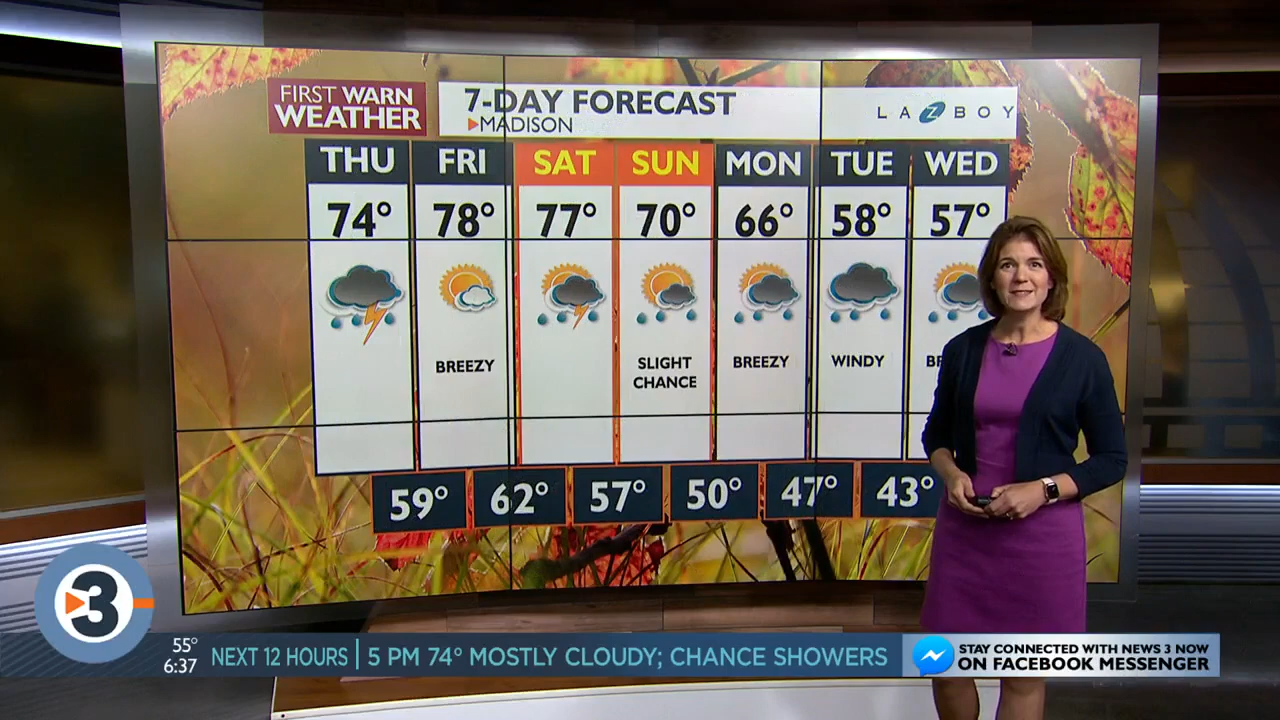 FIRST WARN
WEATHER
7-DAY FORECAST
MADISON
LAZBOY
THU FRI SAT SUN MON TUE WED
74° 78° 77° 70° 66° 58° 57°
BREEZY
SLIGHT
CHANCE
BREEZY
WINDY
59° 62° 57° 50° 47° 43°
3
55°
6:37
NEXT 12 HOURS | 5 PM 74° MOSTLY CLOUDY; CHANCE SHOWERS
STAY CONNECTED WITH NEWS 3 NOW
ON FACEBOOK MESSENGER